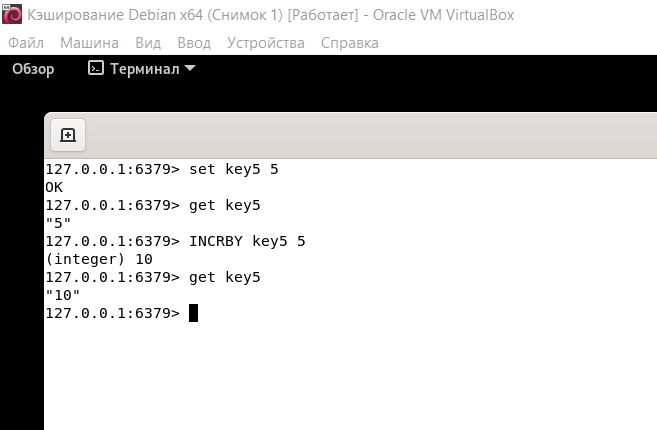 Кэширование Debian x64 (Снимок 1) [Работает] - Oracle VM VirtualBox
Файл Машина Вид Ввод Устройства Справка
Обзор Терминал
127.0.0.1:6379> set key5 5
OK
127.0.0.1:6379> get key5
"5"
127.0.0.1:6379> INCRBY key5 5
(integer) 10
127.0.0.1:6379> get key5
"10"
127.0.0.1:6379>